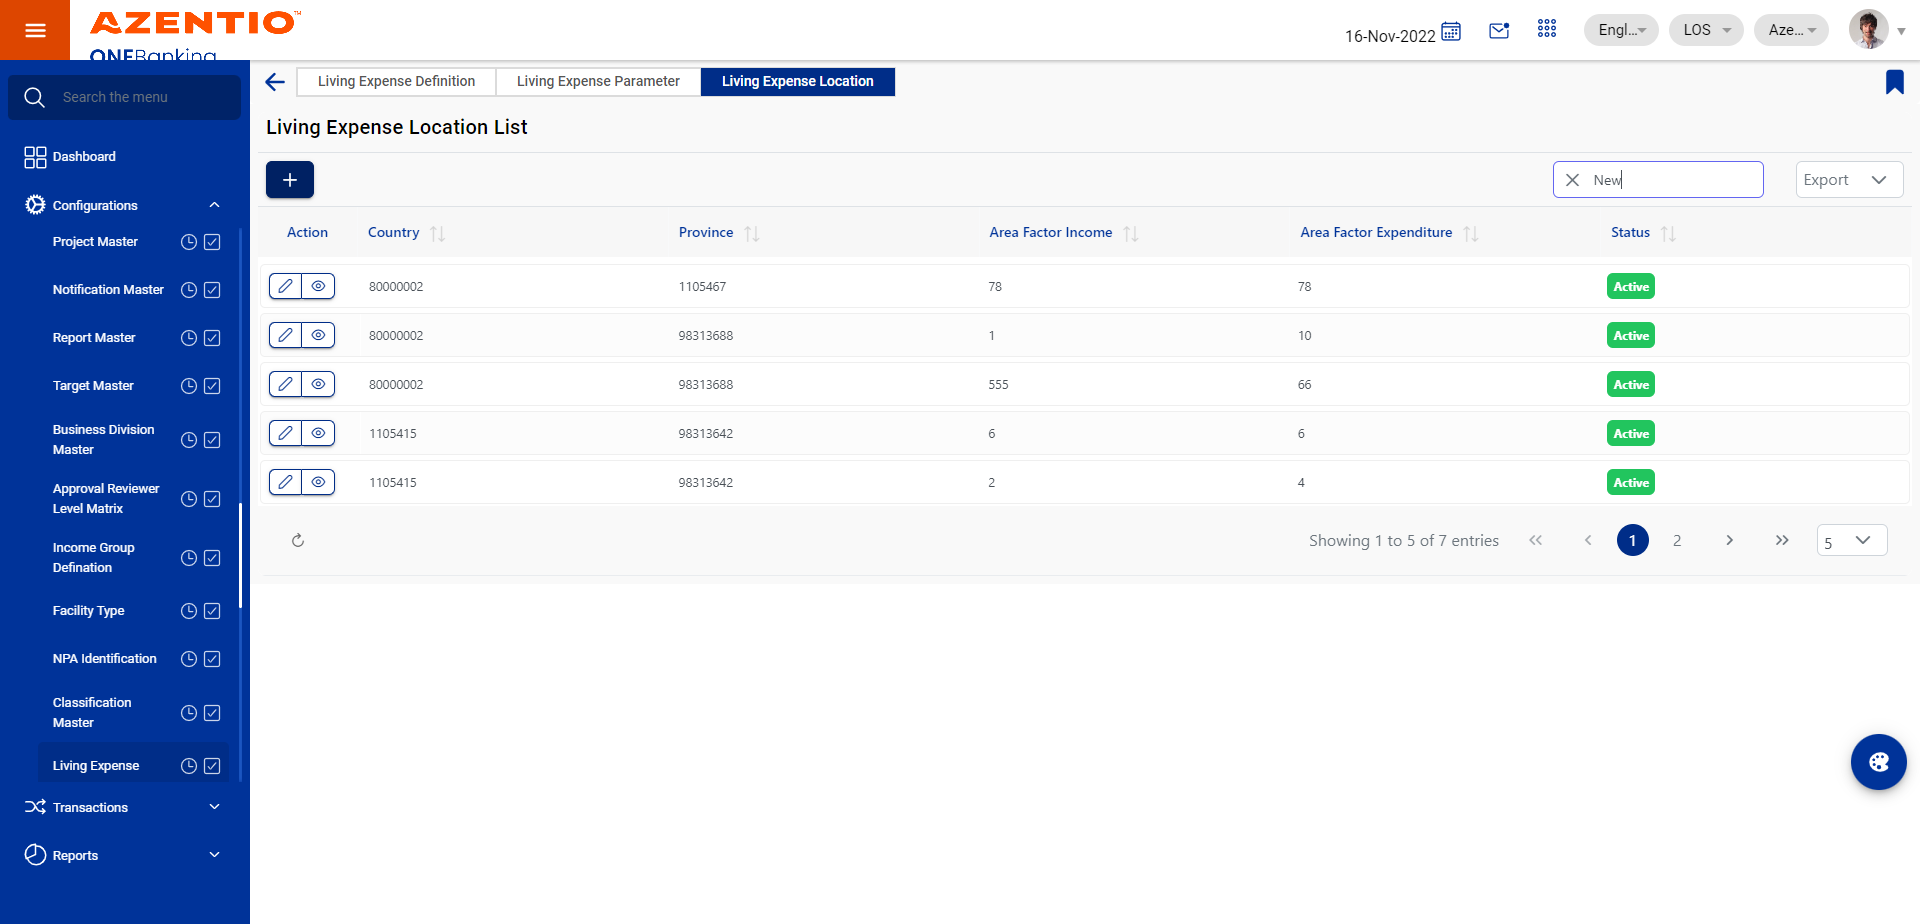 AZENTIO™
ONEBanking
16-Nov-2022
Engl...
LOS
Aze...
Search the menu
Dashboard
Configurations
Project Master
Notification Master
Report Master
Target Master
Business Division
Master
Approval Reviewer
Level Matrix
Income Group
Defination
Facility Type
NPA Identification
Classification
Master
Living Expense
Transactions
Reports
Living Expense Definition
Living Expense Parameter
Living Expense Location
Living Expense Location List
+
New
Export
Action Country Province Area Factor Income Area Factor Expenditure Status
80000002 1105467 78 78 Active
80000002 98313688 1 10 Active
80000002 98313688 555 66 Active
1105415 98313642 6 6 Active
1105415 98313642 2 4 Active
Showing 1 to 5 of 7 entries
1
2
5